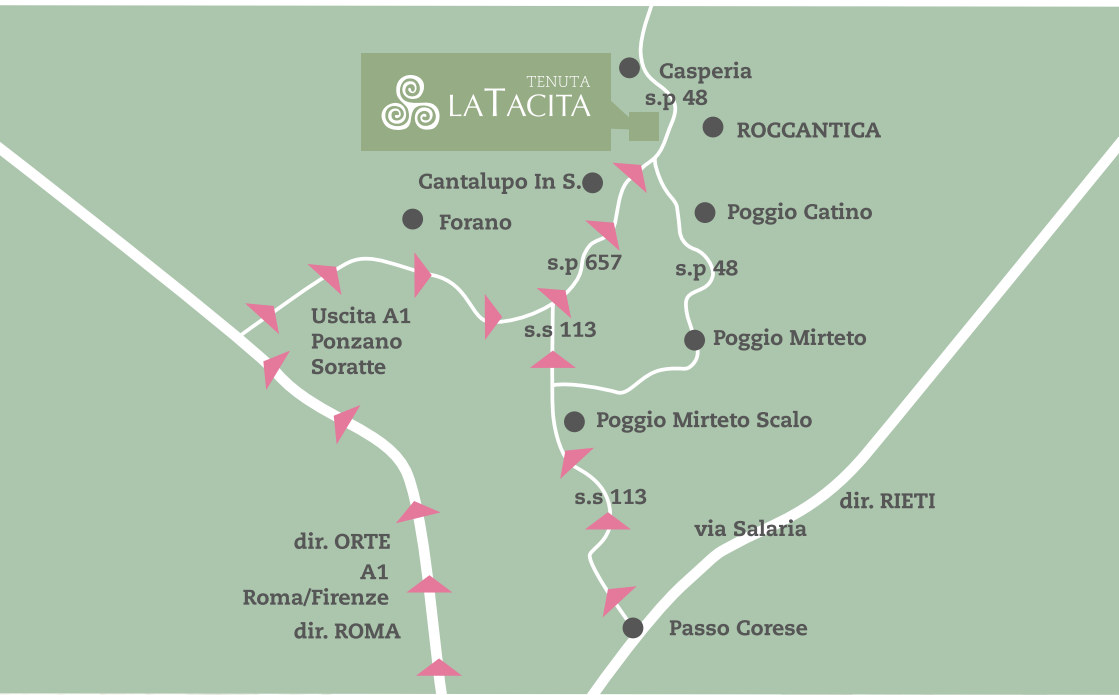 TENUTA
LATACITA
Casperia
s.p 48
ROCCANTICA
Cantalupo In S.
Forano
Poggio Catino
s.p 657
s.p 48
Uscita A1
Ponzano
Soratte
s.s 113
Poggio Mirteto
Poggio Mirteto Scalo
s.s 113
dir. RIETI
via Salaria
dir. ORTE
A1
Roma/Firenze
dir. ROMA
Passo Corese